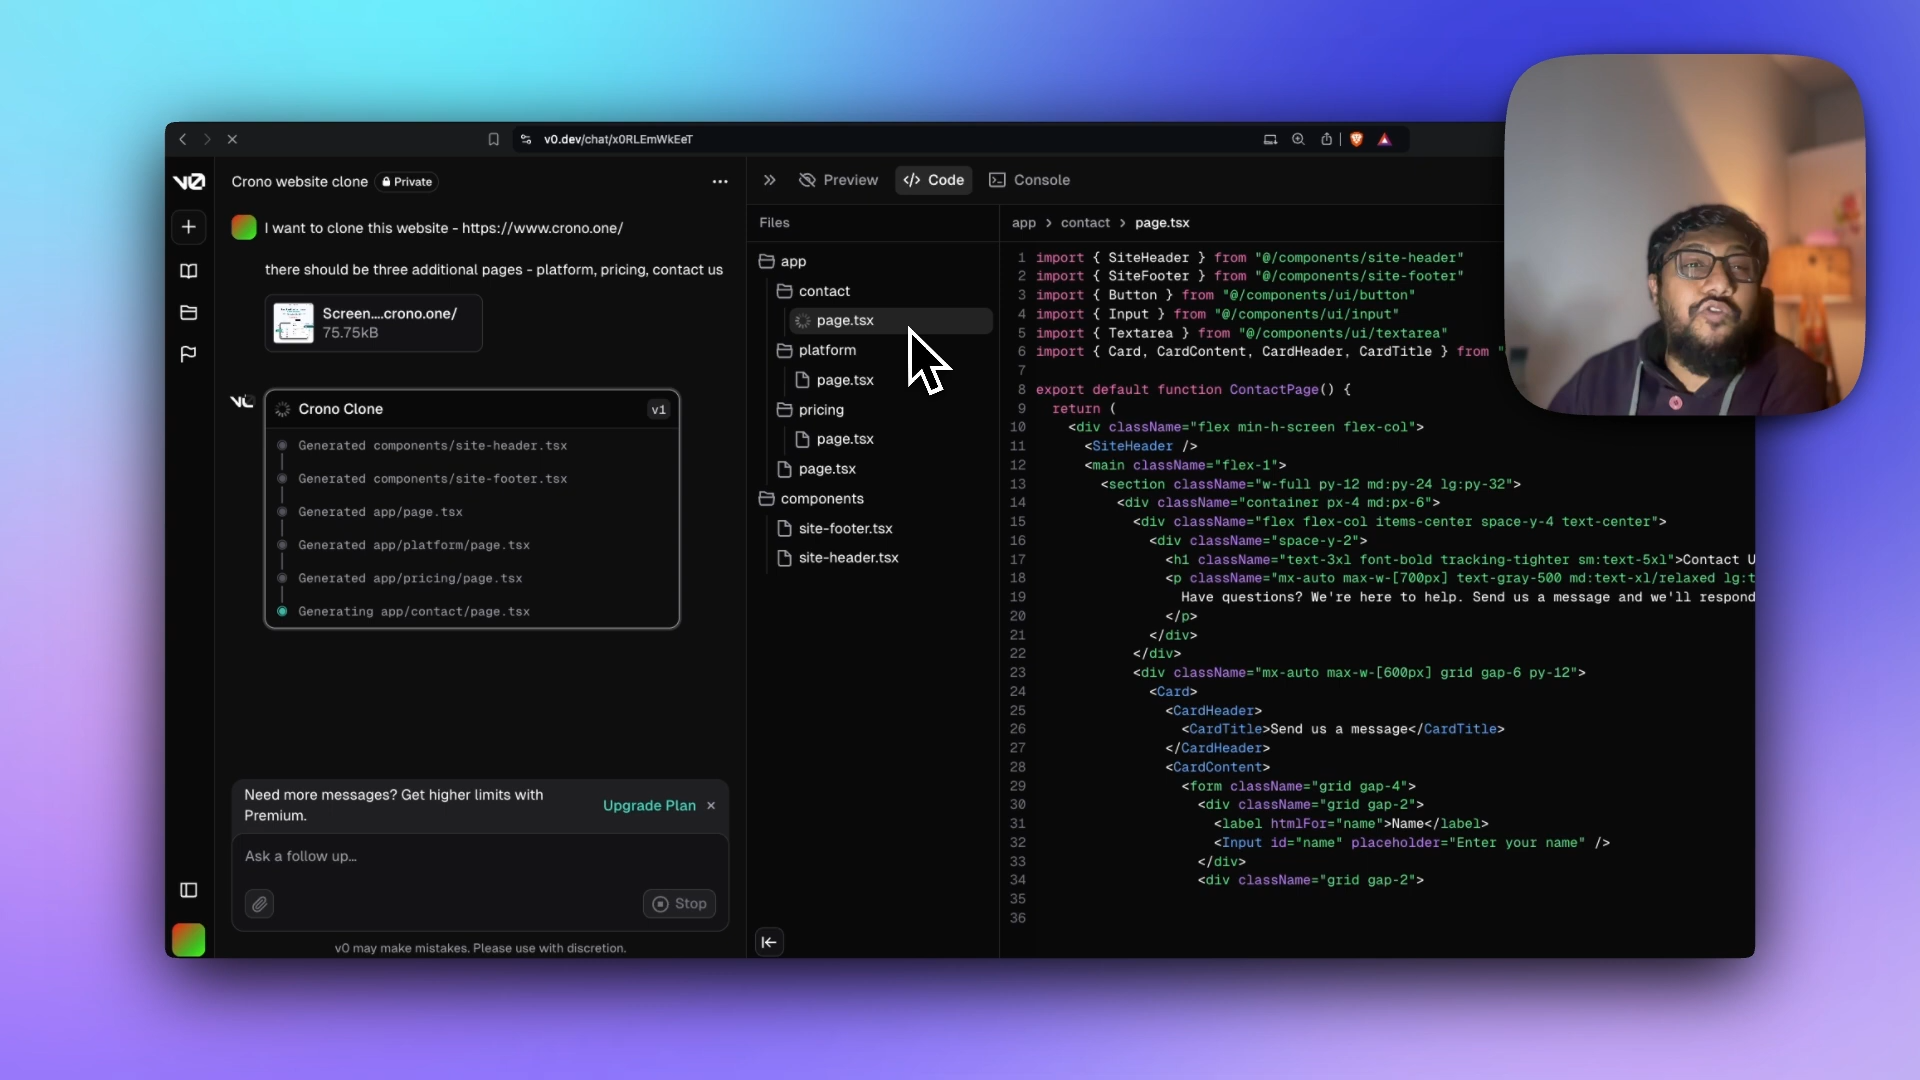 v0.dev/chat/x0RLEmWkEeT
v0
Crono website clone
Private
I want to clone this website - https://www.crono.one/
there should be three additional pages - platform, pricing, contact us
Screen....crono.one/
75.75kB
Crono Clone
v1
Generated components/site-header.tsx
Generated components/site-footer.tsx
Generated app/page.tsx
Generated app/platform/page.tsx
Generated app/pricing/page.tsx
Generating app/contact/page.tsx
Need more messages? Get higher limits with
Premium.
Upgrade Plan
Ask a follow up...
Stop
v0 may make mistakes. Please use with discretion.
Preview
Code
Console
Files
app
contact
page.tsx
platform
page.tsx
pricing
page.tsx
page.tsx
components
site-footer.tsx
site-header.tsx
app > contact > page.tsx
1 import { SiteHeader } from "@/components/site-header"
2 import { SiteFooter } from "@/components/site-footer"
3 import { Button } from "@/components/ui/button"
4 import { Input } from "@/components/ui/input"
5 import { Textarea } from "@/components/ui/textarea"
6 import { Card, CardContent, CardHeader, CardTitle } from "
7
8 export default function ContactPage() {
9 return (
10 <div className="flex min-h-screen flex-col">
11 <SiteHeader />
12 <main className="flex-1">
13 <section className="w-full py-12 md:py-24 lg:py-32">
14 <div className="container px-4 md:px-6">
15 <div className="flex flex-col items-center space-y-4 text-center">
16 <div className="space-y-2">
17 <h1 className="text-3xl font-bold tracking-tighter sm:text-5xl">Contact U
18 <p className="mx-auto max-w-[700px] text-gray-500 md:text-xl/relaxed lg:t
19 Have questions? We're here to help. Send us a message and we'll respond
20 </p>
21 </div>
22 </div>
23 <div className="mx-auto max-w-[600px] grid gap-6 py-12">
24 <Card>
25 <CardHeader>
26 <CardTitle>Send us a message</CardTitle>
27 </CardHeader>
28 <CardContent>
29 <form className="grid gap-4">
30 <div className="grid gap-2">
31 <label htmlFor="name">Name</label>
32 <Input id="name" placeholder="Enter your name" />
33 </div>
34 <div className="grid gap-2">
35
36